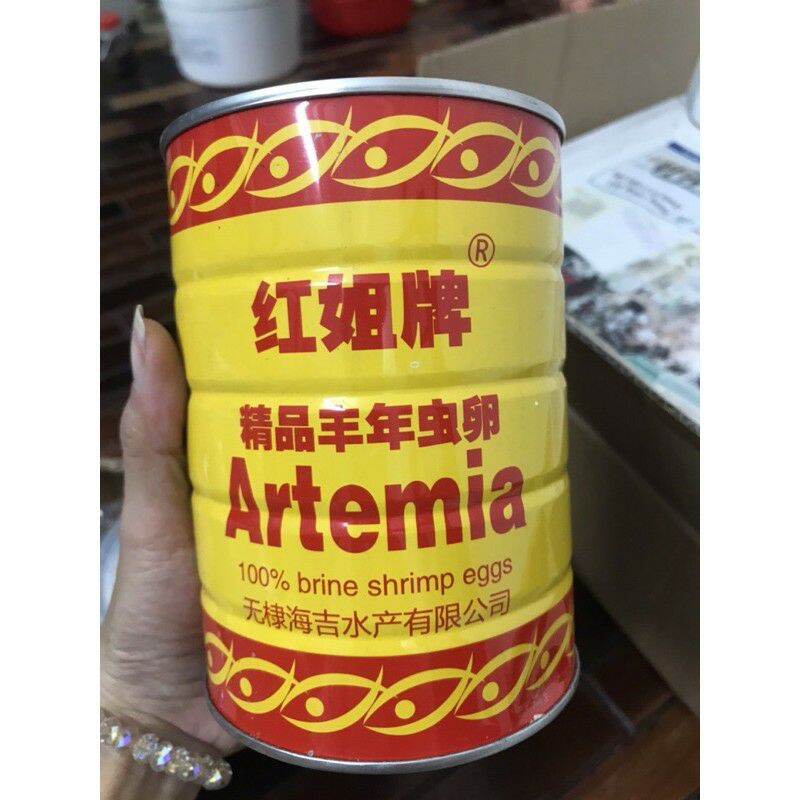 红姐牌®
精品丰年虫卵
Artemia
100% brine shrimp eggs
无棣海吉水产有限公司